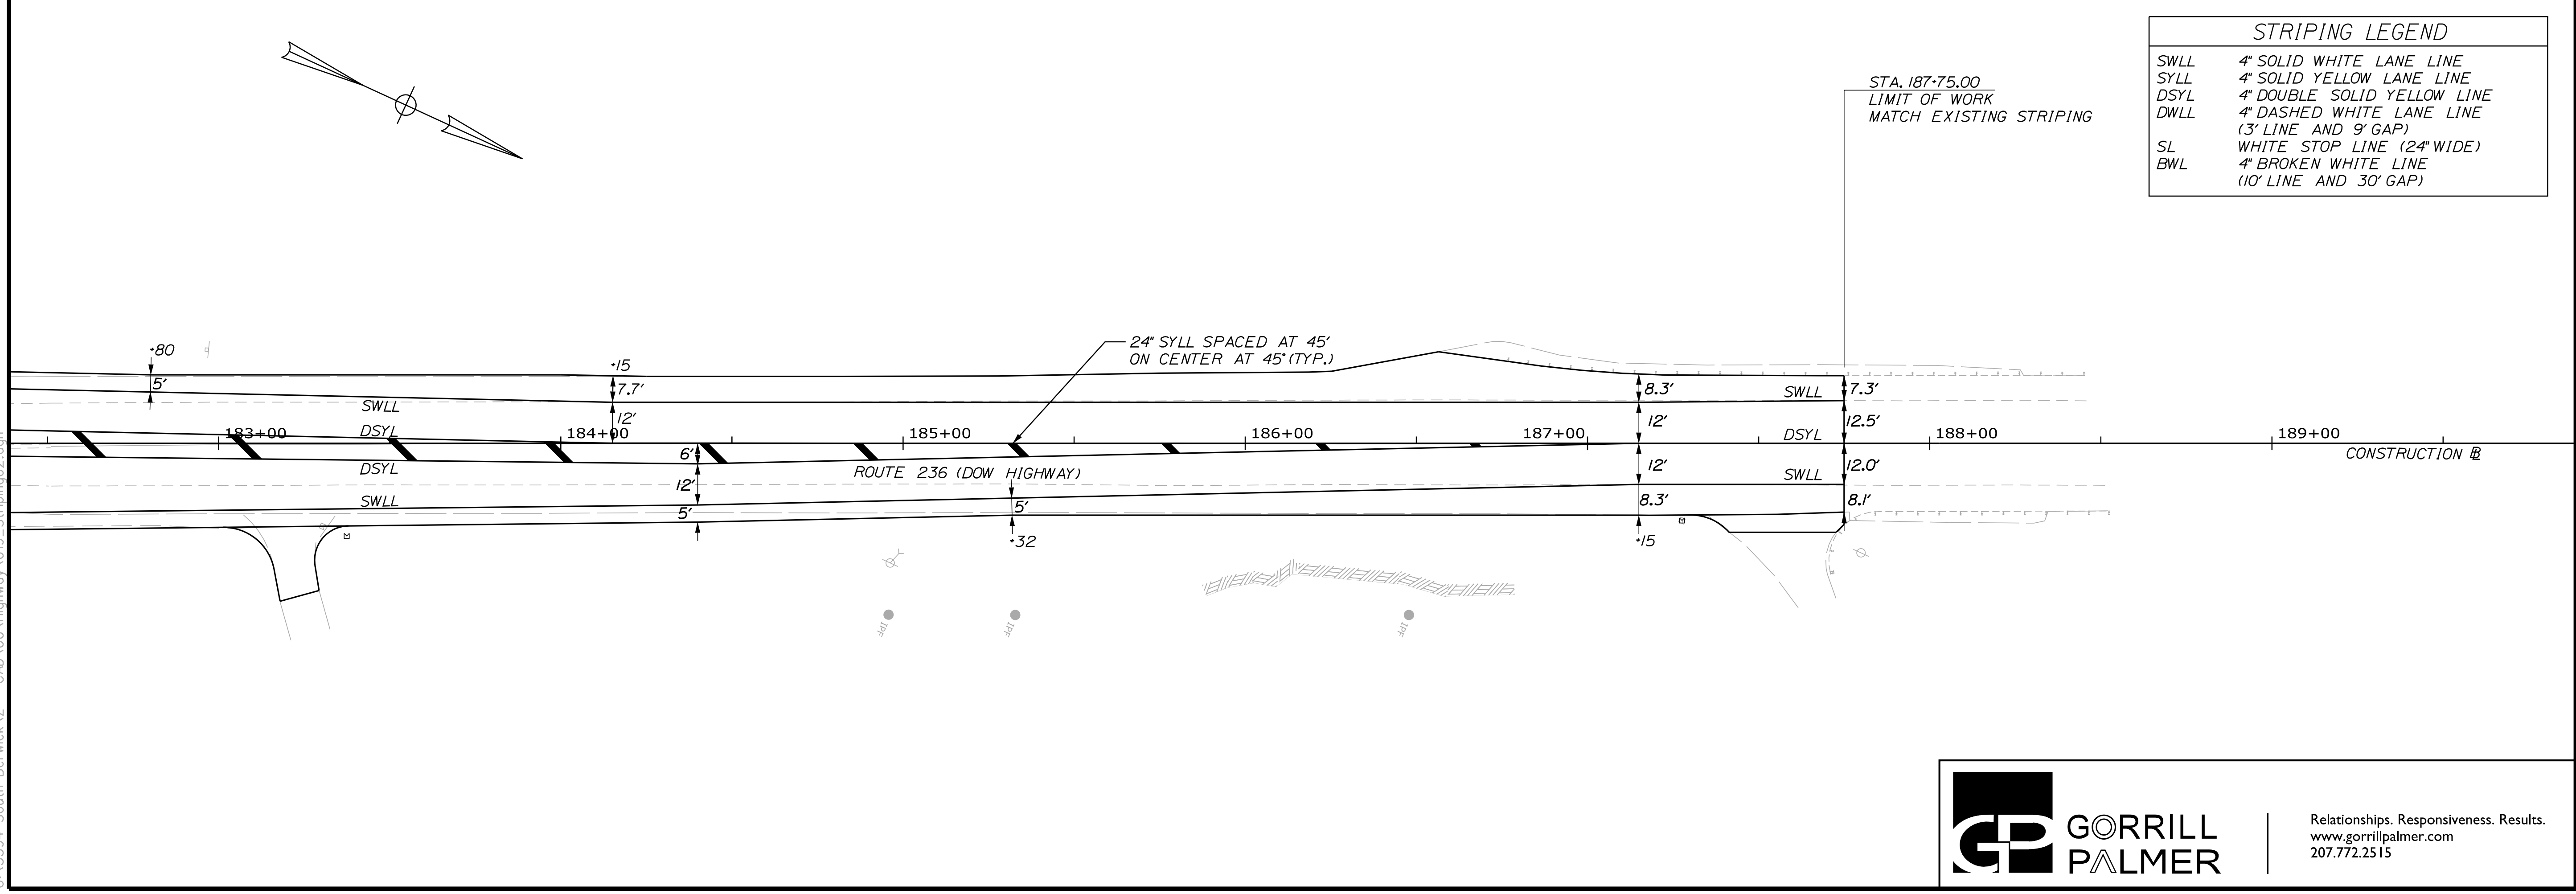 STRIPING LEGEND
SWLL 4" SOLID WHITE LANE LINE
SYLL 4" SOLID YELLOW LANE LINE
DSYL 4" DOUBLE SOLID YELLOW LINE
DWLL 4" DASHED WHITE LANE LINE
(3' LINE AND 9' GAP)
SL WHITE STOP LINE (24" WIDE)
BWL 4" BROKEN WHITE LINE
(10' LINE AND 30' GAP)
STA. 187+75.00
LIMIT OF WORK
MATCH EXISTING STRIPING
24" SYLL SPACED AT 45'
ON CENTER AT 45° (TYP.)
+80
+15
5'
7.7'
8.3'
SWLL
7.3'
SWLL
12'
12'
12.5'
DSYL
DSYL
183+00
184+00
185+00
186+00
187+00
188+00
189+00
CONSTRUCTION BL
6'
DSYL
ROUTE 236 (DOW HIGHWAY)
12'
12'
SWLL
12.0'
SWLL
5'
5'
8.3'
8.1'
+32
+15
IPF
IPF
IPF
GORRILL
PALMER
GP
Relationships. Responsiveness. Results.
www.gorrillpalmer.com
207.772.2515